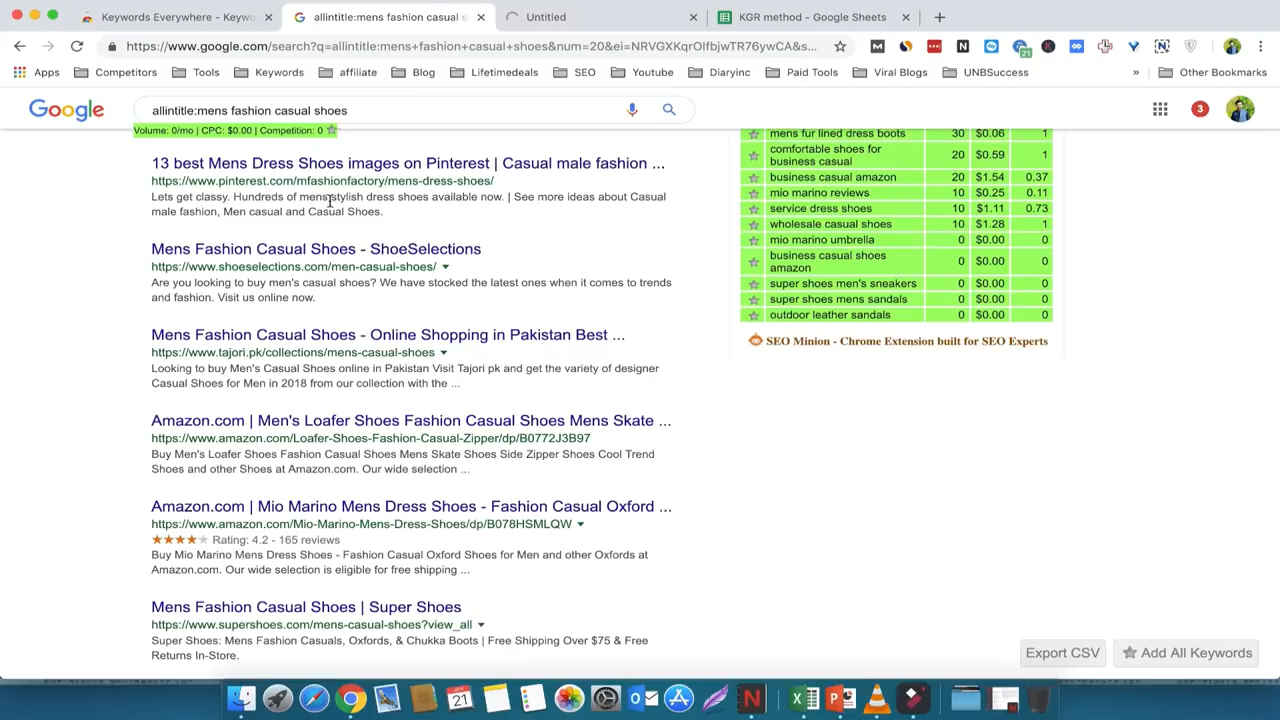 Keywords Everywhere - Keywo
allintitle:mens fashion casual s
Untitled
KGR method - Google Sheets
https://www.google.com/search?q=allintitle:mens+fashion+casual+shoes&num=20&ei=NRVGXKqrOIfbjwTR76ywCA&s...
21
Apps
Competitors
Tools
Keywords
affiliate
Blog
Lifetimedeals
SEO
Youtube
Diaryinc
Paid Tools
Viral Blogs
UNBSuccess
»
Other Bookmarks
Google
allintitle:mens fashion casual shoes
3
Volume: 0/mo | CPC: $0.00 | Competition: 0
13 best Mens Dress Shoes images on Pinterest | Casual male fashion ...
https://www.pinterest.com/mfashionfactory/mens-dress-shoes/
Lets get classy. Hundreds of mens stylish dress shoes available now. | See more ideas about Casual
male fashion, Men casual and Casual Shoes.
Mens Fashion Casual Shoes - ShoeSelections
https://www.shoeselections.com/men-casual-shoes/
Are you looking to buy men's casual shoes? We have stocked the latest ones when it comes to trends
and fashion. Visit us online now.
Mens Fashion Casual Shoes - Online Shopping in Pakistan Best ...
https://www.tajori.pk/collections/mens-casual-shoes
Looking to buy Men's Casual Shoes online in Pakistan Visit Tajori pk and get the variety of designer
Casual Shoes for Men in 2018 from our collection with the ...
Amazon.com | Men's Loafer Shoes Fashion Casual Shoes Mens Skate ...
https://www.amazon.com/Loafer-Shoes-Fashion-Casual-Zipper/dp/B0772J3B97
Buy Men's Loafer Shoes Fashion Casual Shoes Mens Skate Shoes Side Zipper Shoes Cool Trend
Shoes and other Shoes at Amazon.com. Our wide selection ...
Amazon.com | Mio Marino Mens Dress Shoes - Fashion Casual Oxford ...
https://www.amazon.com/Mio-Marino-Mens-Dress-Shoes/dp/B078HSMLQW
Rating: 4.2 - 165 reviews
Buy Mio Marino Mens Dress Shoes - Fashion Casual Oxford Shoes for Men and other Oxfords at
Amazon.com. Our wide selection is eligible for free shipping ...
Mens Fashion Casual Shoes | Super Shoes
https://www.supershoes.com/mens-casual-shoes?view_all
Super Shoes: Mens Fashion Casuals, Oxfords, & Chukka Boots | Free Shipping Over $75 & Free
Returns In-Store.
mens fur lined dress boots 30 $0.06 1
comfortable shoes for
business casual 20 $0.59 1
business casual amazon 20 $1.54 0.37
mio marino reviews 10 $0.25 0.11
service dress shoes 10 $1.11 0.73
wholesale casual shoes 10 $1.28 1
mio marino umbrella 0 $0.00 0
business casual shoes
amazon 0 $0.00 0
super shoes men's sneakers 0 $0.00 0
super shoes mens sandals 0 $0.00 0
outdoor leather sandals 0 $0.00 0
SEO Minion - Chrome Extension built for SEO Experts
Export CSV
Add All Keywords
21